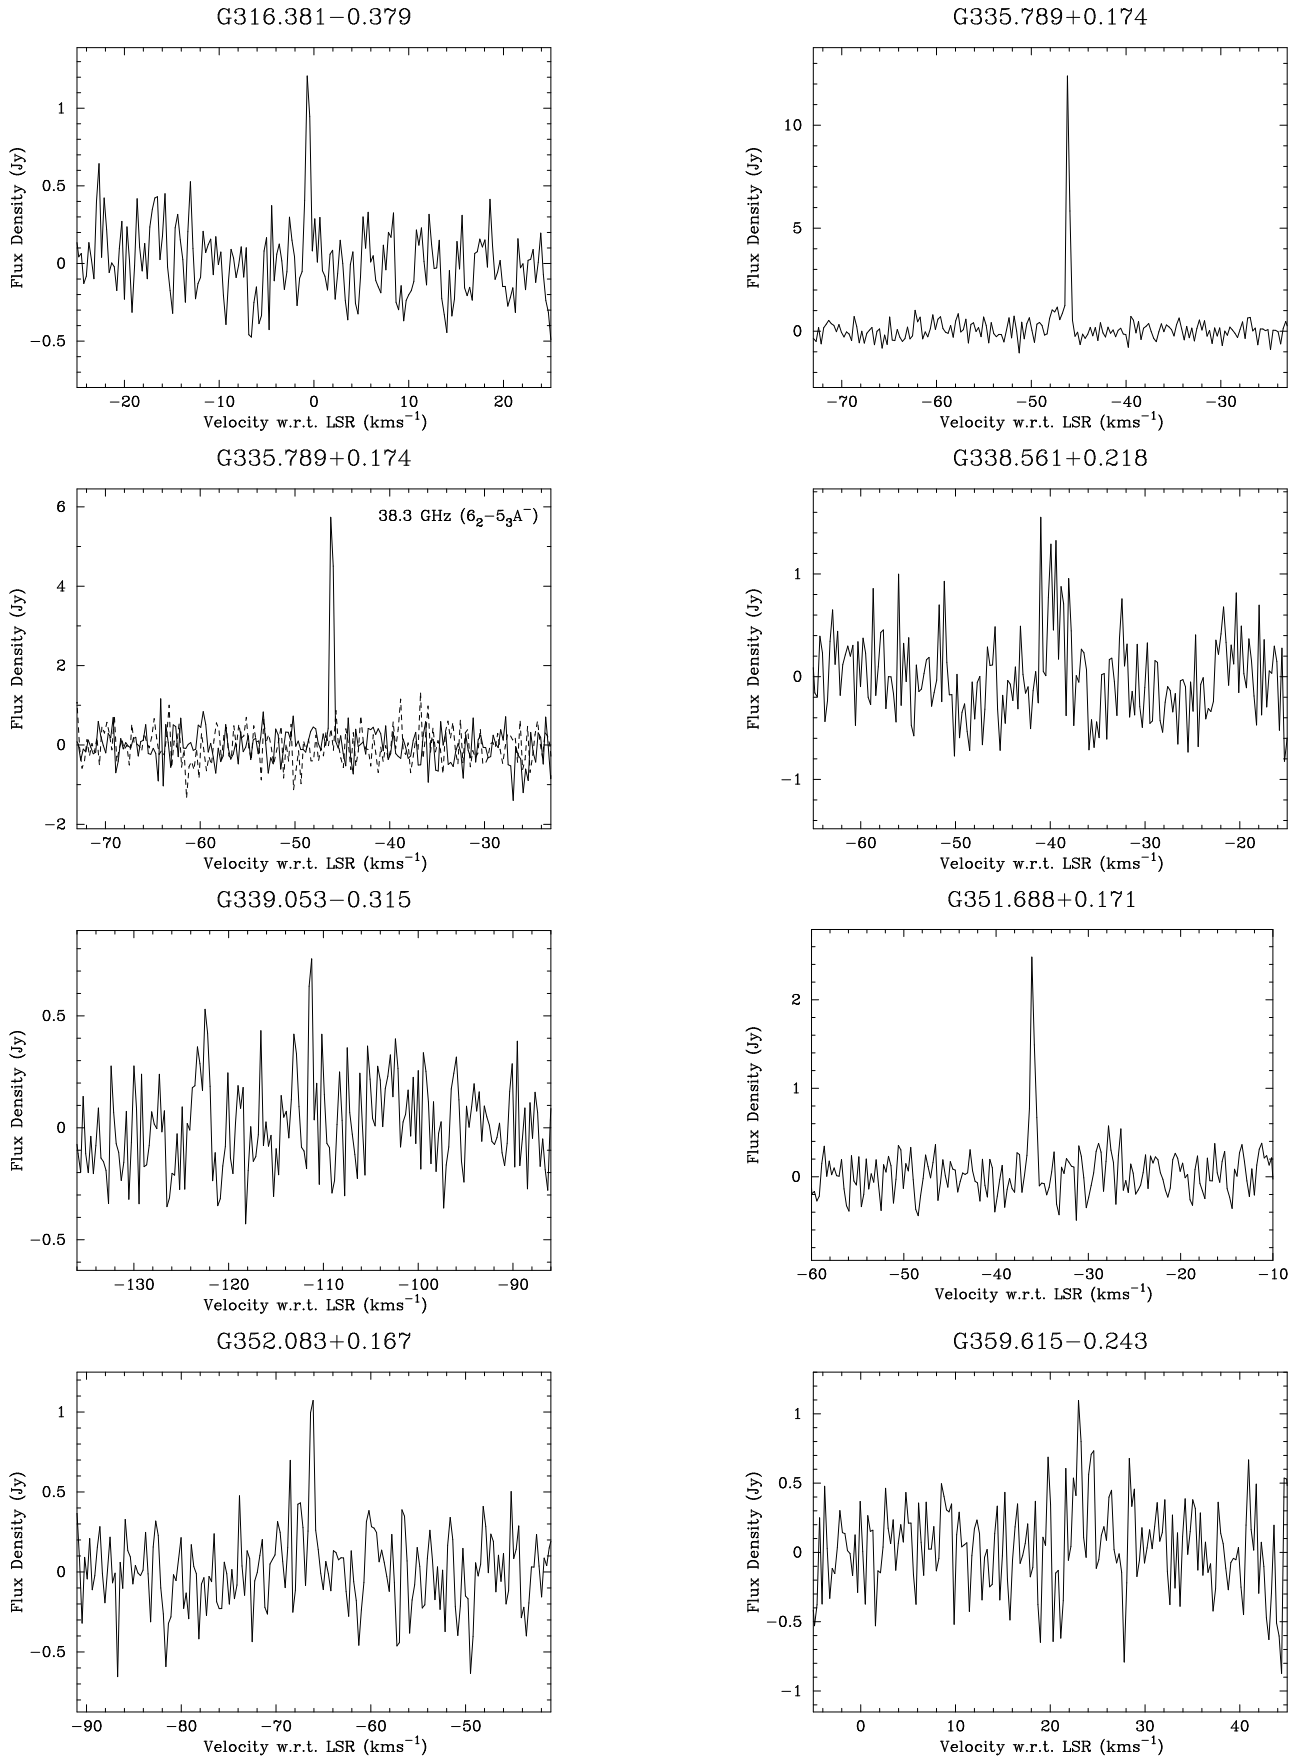 G316.381−0.379
Flux Density (Jy)
1
0.5
0
−0.5
−20 −10 0 10 20
Velocity w.r.t. LSR (kms⁻¹)
G335.789+0.174
Flux Density (Jy)
10
5
0
−70 −60 −50 −40 −30
Velocity w.r.t. LSR (kms⁻¹)
G335.789+0.174
38.3 GHz (6₂−5₃A⁻)
Flux Density (Jy)
6
4
2
0
−2
−70 −60 −50 −40 −30
Velocity w.r.t. LSR (kms⁻¹)
G338.561+0.218
Flux Density (Jy)
1
0
−1
−60 −50 −40 −30 −20
Velocity w.r.t. LSR (kms⁻¹)
G339.053−0.315
Flux Density (Jy)
0.5
0
−0.5
−130 −120 −110 −100 −90
Velocity w.r.t. LSR (kms⁻¹)
G351.688+0.171
Flux Density (Jy)
2
1
0
−60 −50 −40 −30 −20 −10
Velocity w.r.t. LSR (kms⁻¹)
G352.083+0.167
Flux Density (Jy)
1
0.5
0
−0.5
−90 −80 −70 −60 −50
Velocity w.r.t. LSR (kms⁻¹)
G359.615−0.243
Flux Density (Jy)
1
0.5
0
−0.5
−1
0 10 20 30 40
Velocity w.r.t. LSR (kms⁻¹)